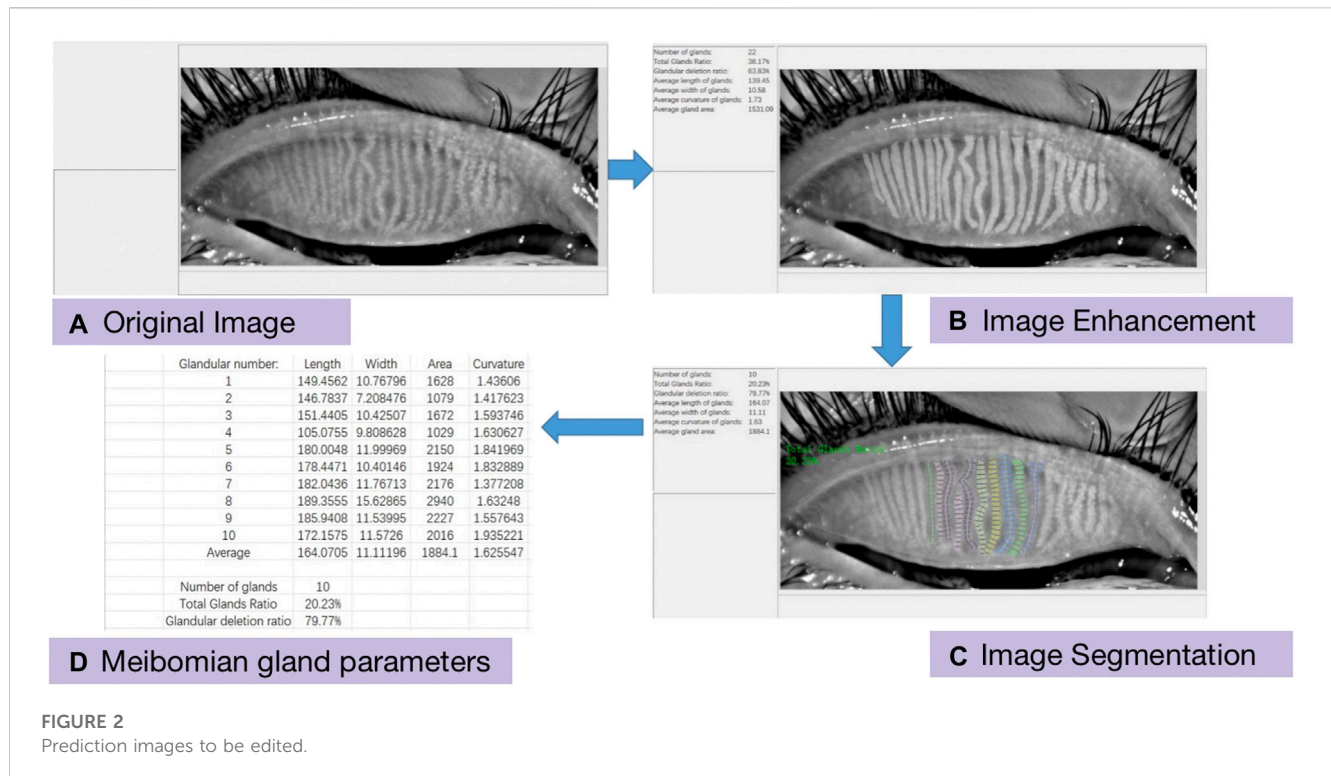 Number of glands: 22
Total Glands Ratio: 36.17%
Glandular deletion ratio: 63.83%
Average length of glands: 139.45
Average width of glands: 10.58
Average curvature of glands: 1.73
Average gland area: 1531.09
A Original Image
B Image Enhancement
Number of glands: 10
Total Glands Ratio: 20.23%
Glandular deletion ratio: 79.77%
Average length of glands: 164.07
Average width of glands: 11.11
Average curvature of glands: 1.63
Average gland area: 1884.1
Total Glands Ratio:
20.23%
C Image Segmentation
Glandular number: Length Width Area Curvature
1 149.4562 10.76796 1628 1.43606
2 146.7837 7.208476 1079 1.417623
3 151.4405 10.42507 1672 1.593746
4 105.0755 9.808628 1029 1.630627
5 180.0048 11.99969 2150 1.841969
6 178.4471 10.40146 1924 1.832889
7 182.0436 11.76713 2176 1.377208
8 189.3555 15.62865 2940 1.63248
9 185.9408 11.53995 2227 1.557643
10 172.1575 11.5726 2016 1.935221
Average 164.0705 11.11196 1884.1 1.625547
Number of glands 10
Total Glands Ratio 20.23%
Glandular deletion ratio 79.77%
D Meibomian gland parameters
FIGURE 2
Prediction images to be edited.